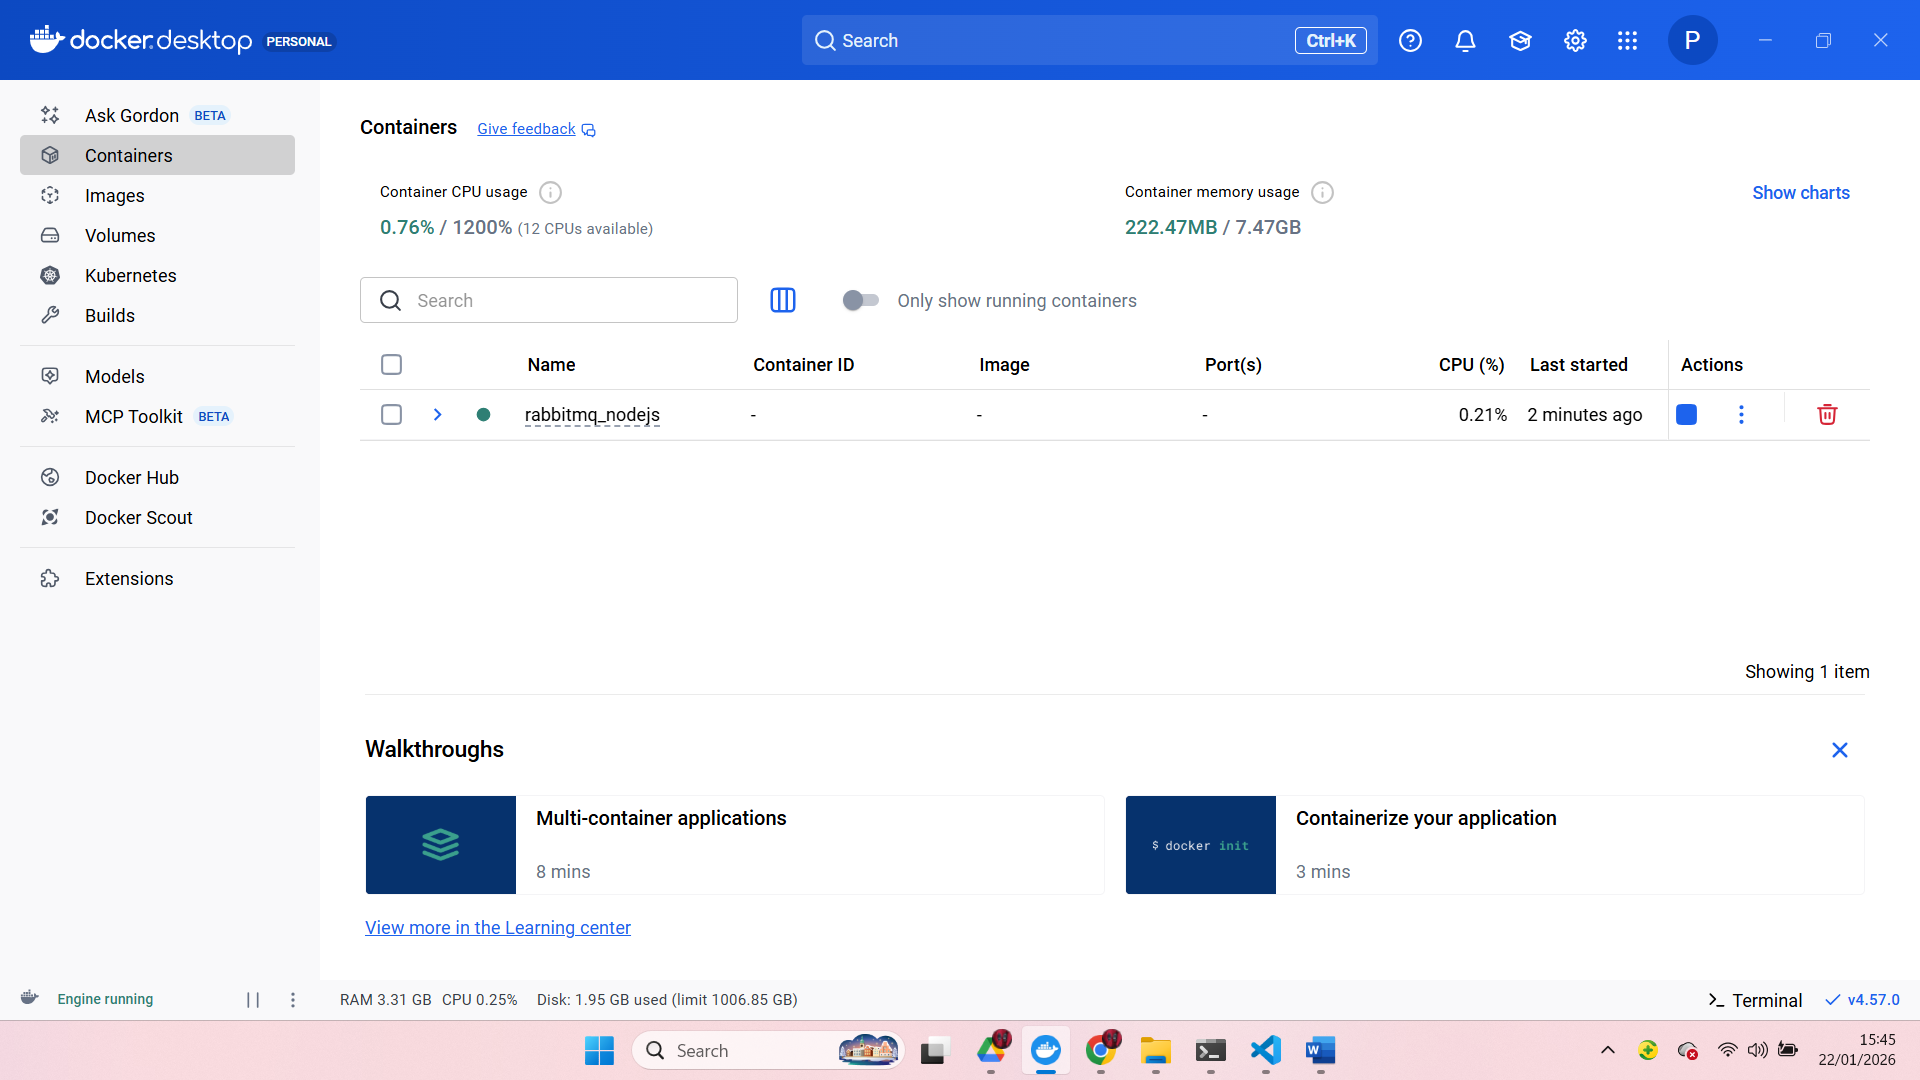 docker.desktop PERSONAL
Search Ctrl+K
P
Ask Gordon BETA
Containers
Images
Volumes
Kubernetes
Builds
Models
MCP Toolkit BETA
Docker Hub
Docker Scout
Extensions
Containers Give feedback
Container CPU usage
0.76% / 1200% (12 CPUs available)
Container memory usage
222.47MB / 7.47GB
Show charts
Search
Only show running containers
Name Container ID Image Port(s) CPU (%) Last started Actions
rabbitmq_nodejs - - - 0.21% 2 minutes ago
Showing 1 item
Walkthroughs
Multi-container applications
8 mins
$ docker init
Containerize your application
3 mins
View more in the Learning center
Engine running
RAM 3.31 GB CPU 0.25% Disk: 1.95 GB used (limit 1006.85 GB)
Terminal v4.57.0
Search
15:45
22/01/2026